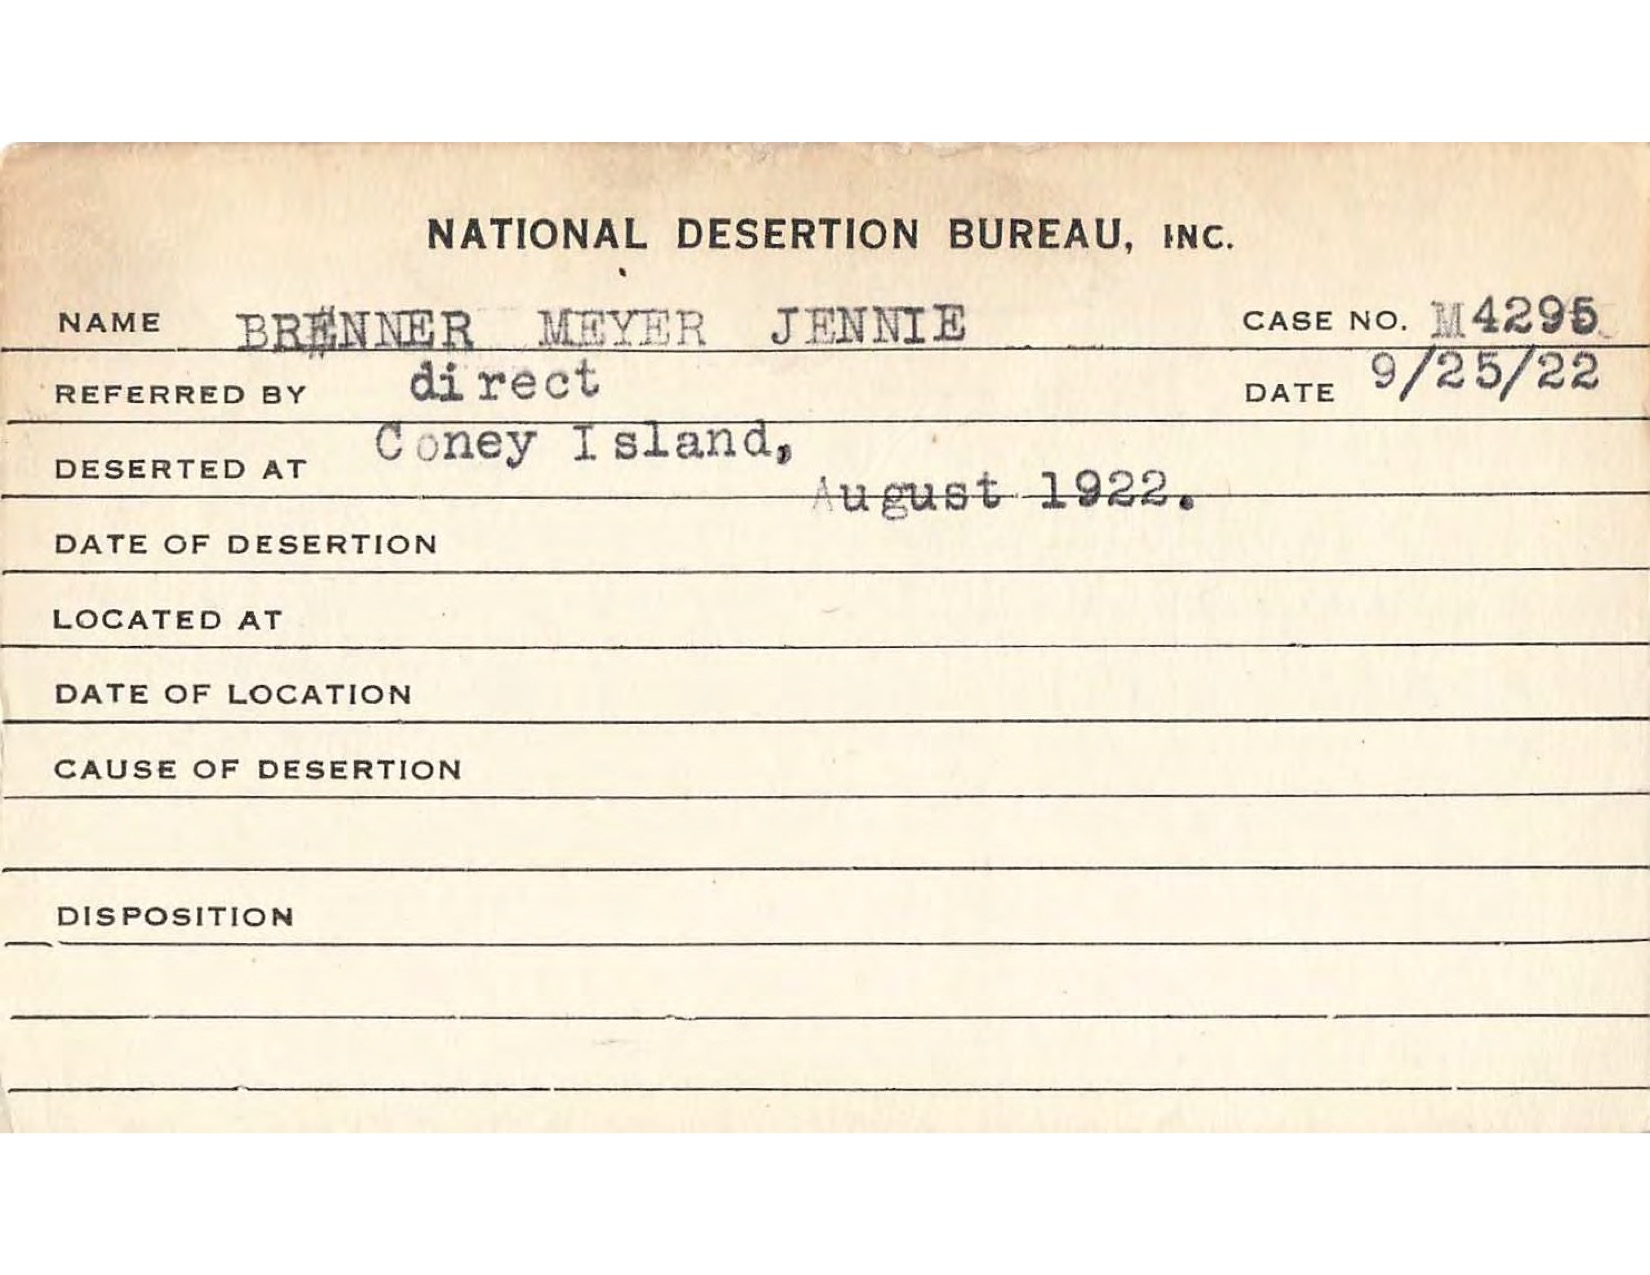 NATIONAL DESERTION BUREAU, INC.
NAME BRENNER MEYER JENNIE CASE NO. M4295
REFERRED BY direct DATE 9/25/22
DESERTED AT Coney Island,
August 1922.
DATE OF DESERTION
LOCATED AT
DATE OF LOCATION
CAUSE OF DESERTION
DISPOSITION